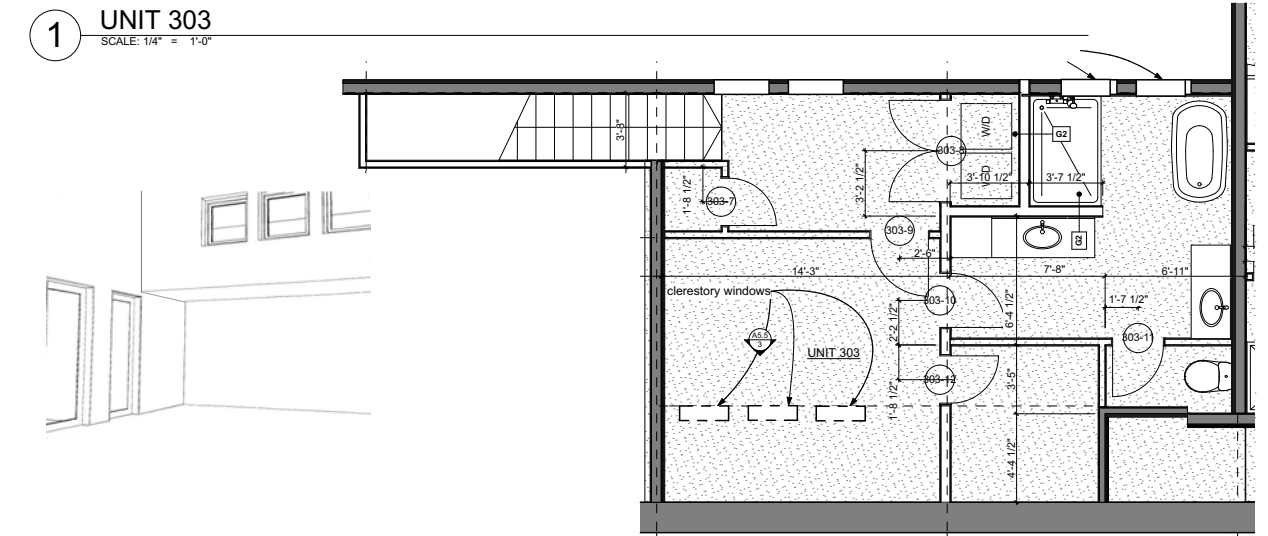 1
UNIT 303
SCALE: 1/4" = 1'-0"
3'-8"
W/D
G2
303-8
W/D
3'-10 1/2"
3'-7 1/2"
3'-2 1/2"
1'-8 1/2"
303-7
303-9
G2
2'-6"
14'-3"
7'-8"
6'-11"
clerestory windows
303-10
1'-7 1/2"
6'-4 1/2"
2'-2 1/2"
A5.5
3
303-11
UNIT 303
303-12
3'-5"
1'-8 1/2"
4'-4 1/2"